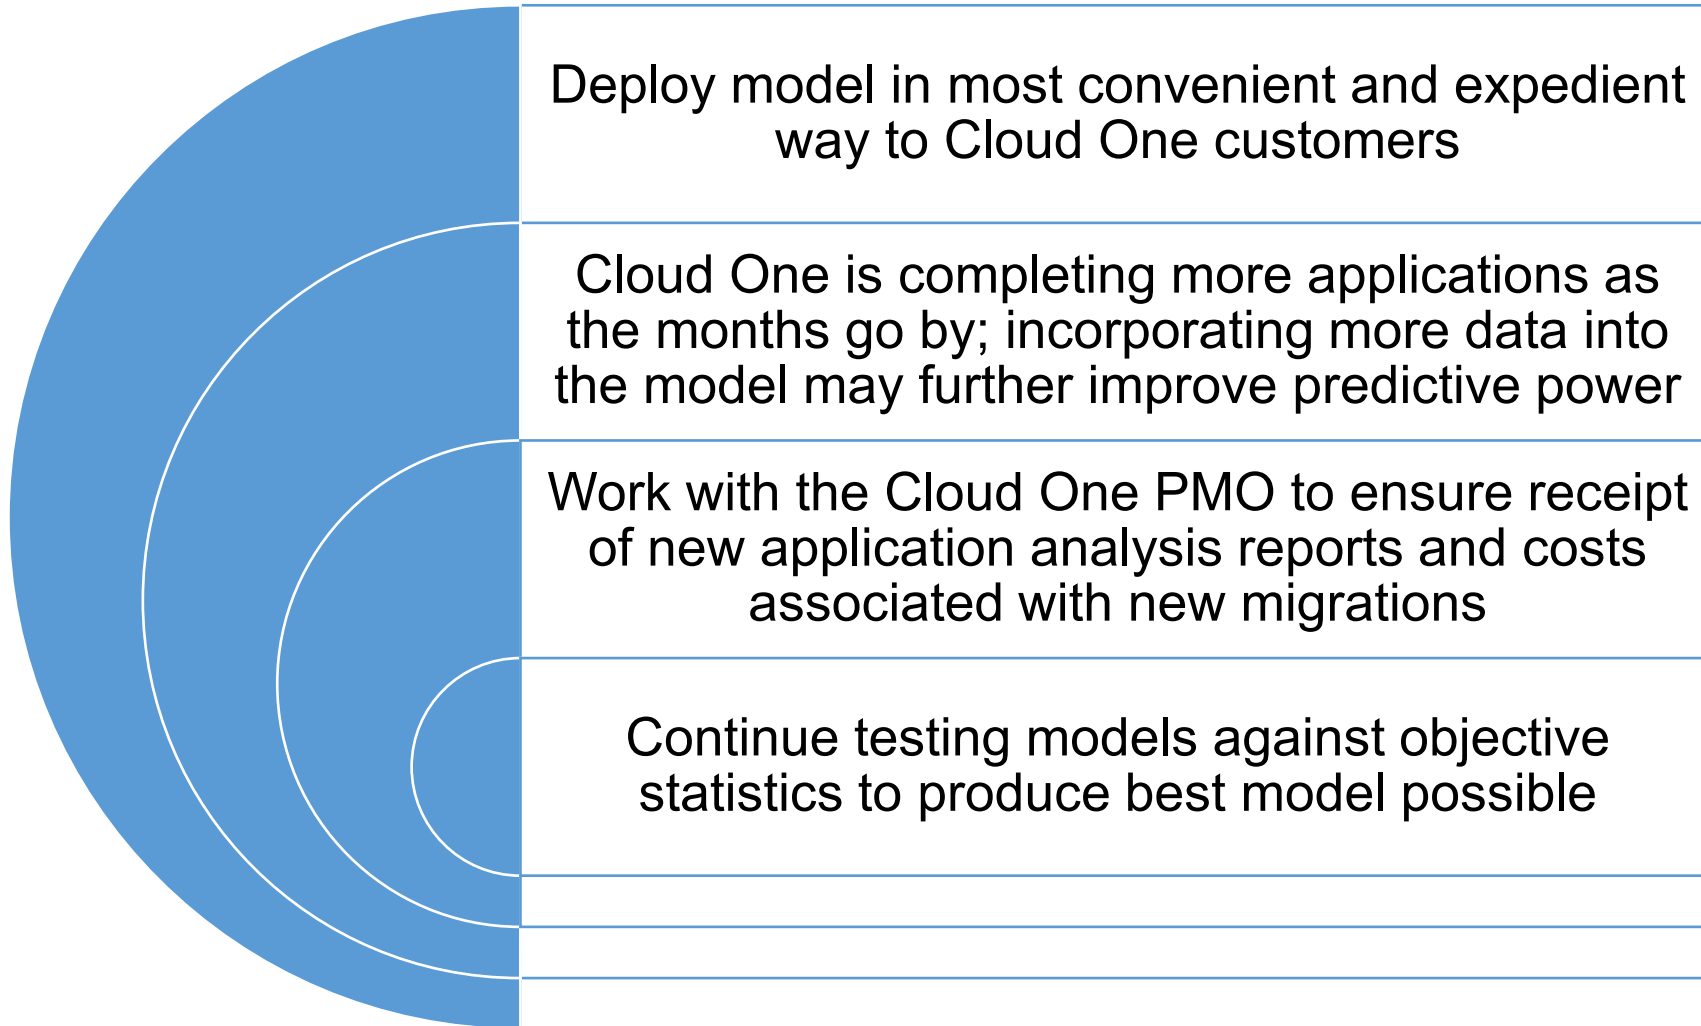 Deploy model in most convenient and expedient
way to Cloud One customers
Cloud One is completing more applications as
the months go by; incorporating more data into
the model may further improve predictive power
Work with the Cloud One PMO to ensure receipt
of new application analysis reports and costs
associated with new migrations
Continue testing models against objective
statistics to produce best model possible